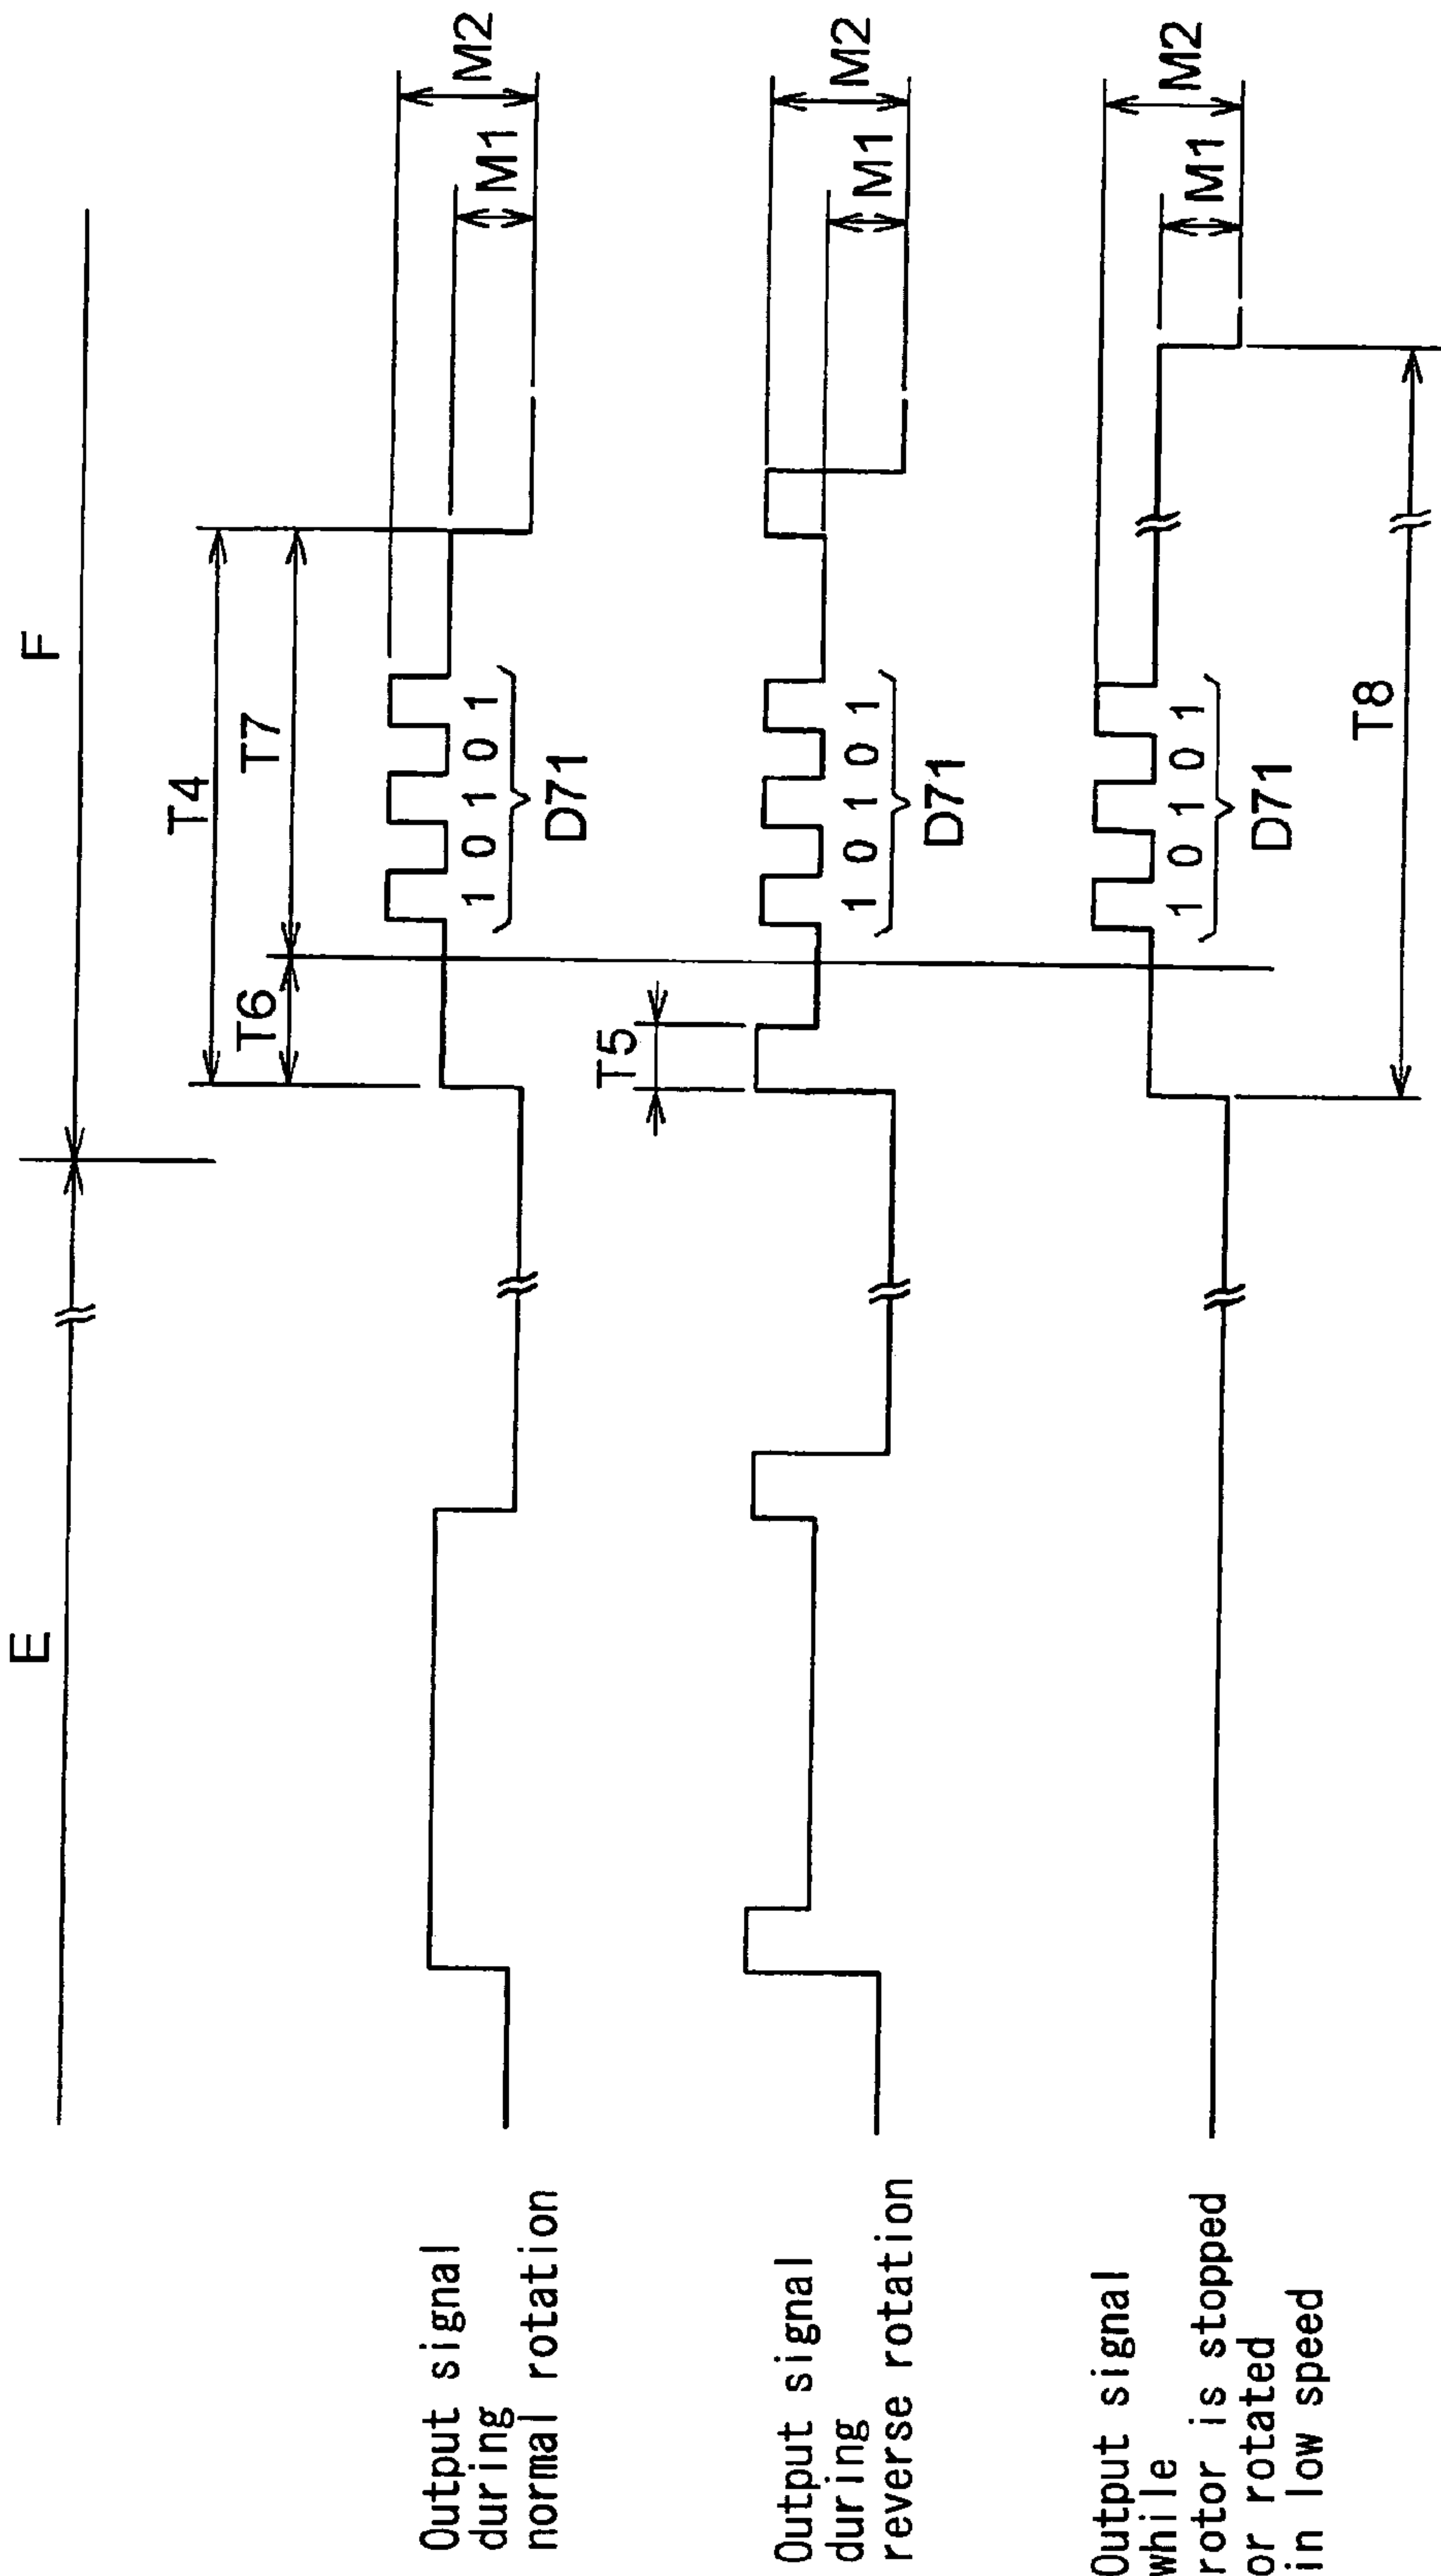 E
F
T4
T6
T7
Output signal
during
normal rotation
1 0 1 0 1
D71
M1
M2
T5
Output signal
during
reverse rotation
1 0 1 0 1
D71
M1
M2
Output signal
while
rotor is stopped
or rotated
in low speed
1 0 1 0 1
D71
M1
M2
T8